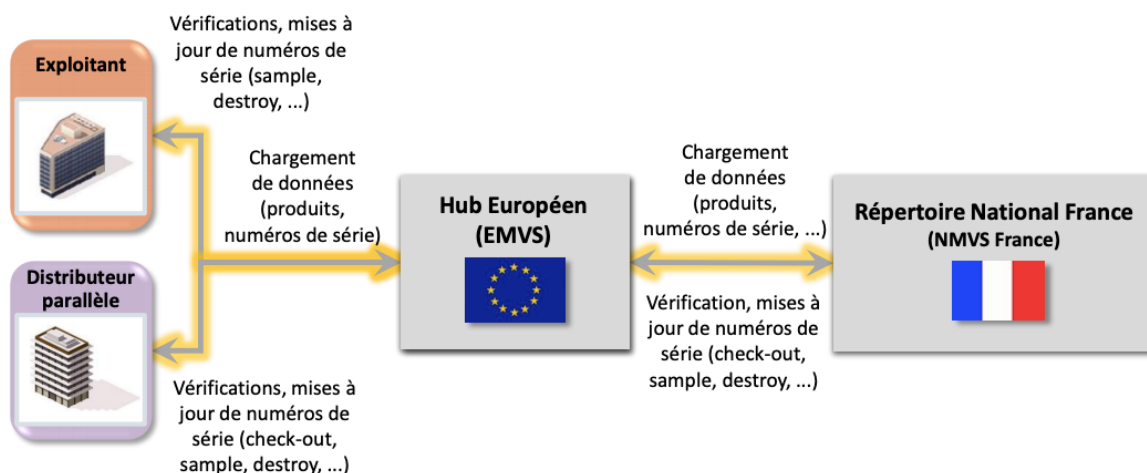 Vérifications, mises à
jour de numéros de
série (sample,
destroy, ...)
Exploitant
Chargement
de données
(produits,
numéros de série)
Distributeur
parallèle
Vérifications, mises à
jour de numéros de
série (check-out,
sample, destroy, ...)
Hub Européen
(EMVS)
Chargement
de données
(produits,
numéros de série, ...)
Vérification, mises à
jour de numéros de
série (check-out,
sample, destroy, ...)
Répertoire National France
(NMVS France)